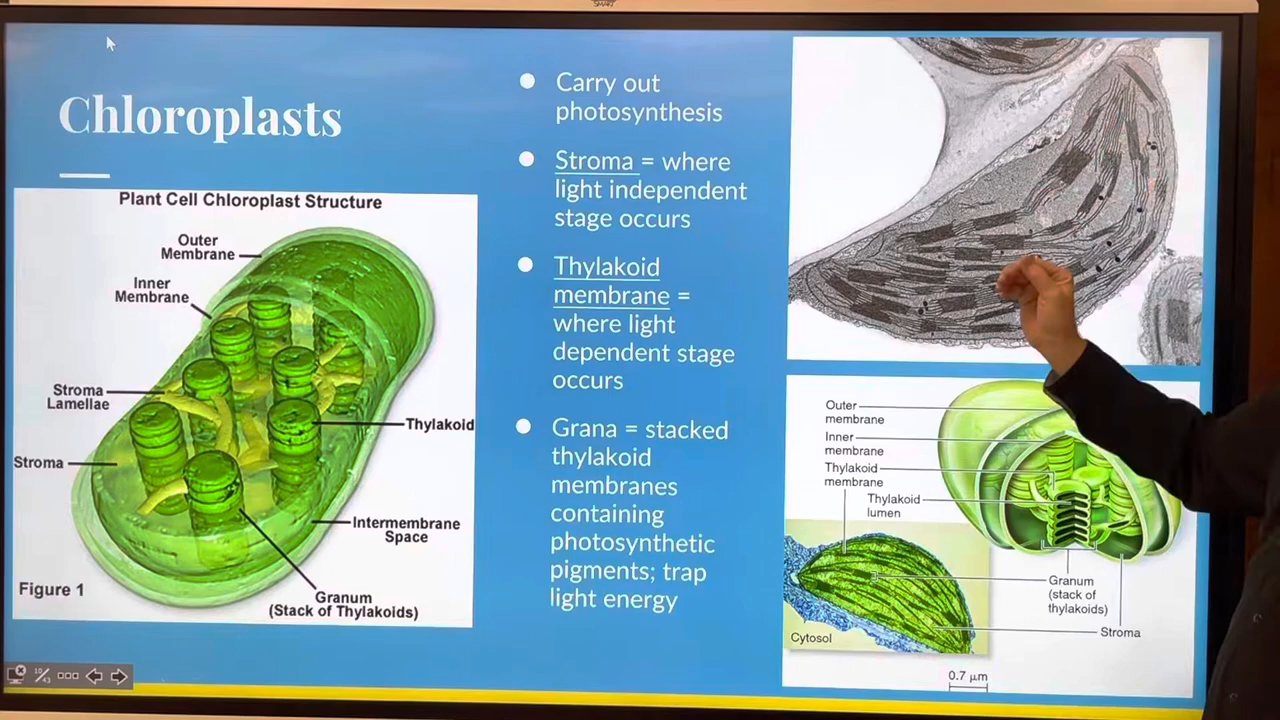 SMART
Chloroplasts
Plant Cell Chloroplast Structure
Outer
Membrane
Inner
Membrane
Stroma
Lamellae
Stroma
Thylakoid
Intermembrane
Space
Granum
(Stack of Thylakoids)
Figure 1
Carry out
photosynthesis
Stroma = where
light independent
stage occurs
Thylakoid
membrane =
where light
dependent stage
occurs
Grana = stacked
thylakoid
membranes
containing
photosynthetic
pigments; trap
light energy
Outer
membrane
Inner
membrane
Thylakoid
membrane
Thylakoid
lumen
Granum
(stack of
thylakoids)
Stroma
Cytosol
0.7 μm
10/43